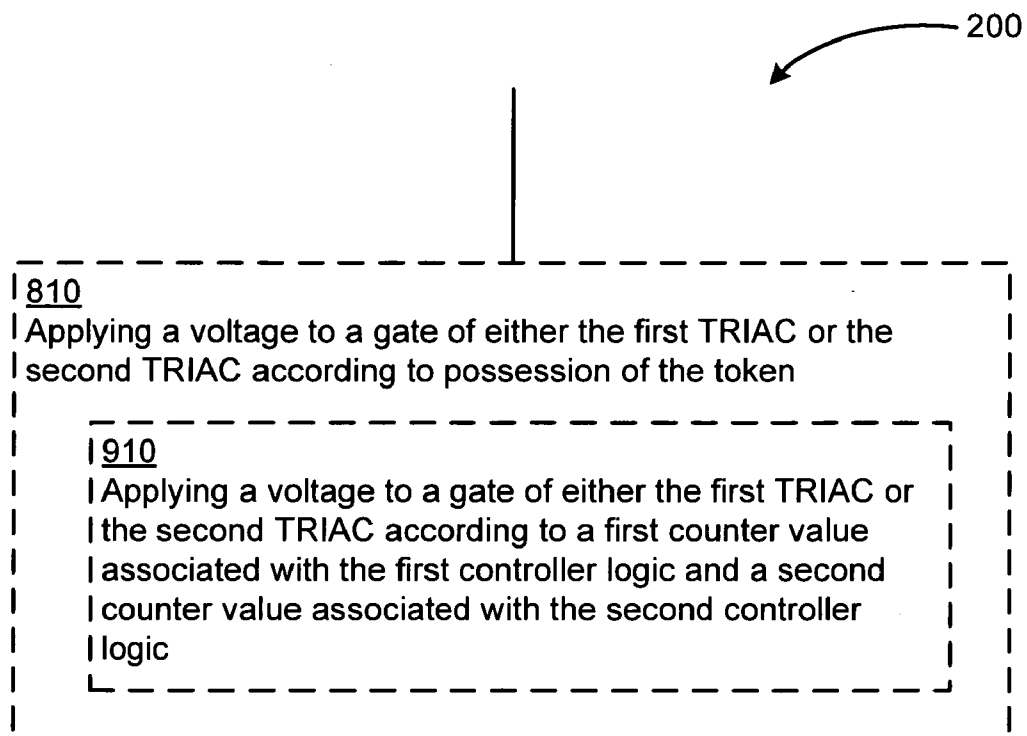 200
810
Applying a voltage to a gate of either the first TRIAC or the
second TRIAC according to possession of the token
910
Applying a voltage to a gate of either the first TRIAC or
the second TRIAC according to a first counter value
associated with the first controller logic and a second
counter value associated with the second controller
logic